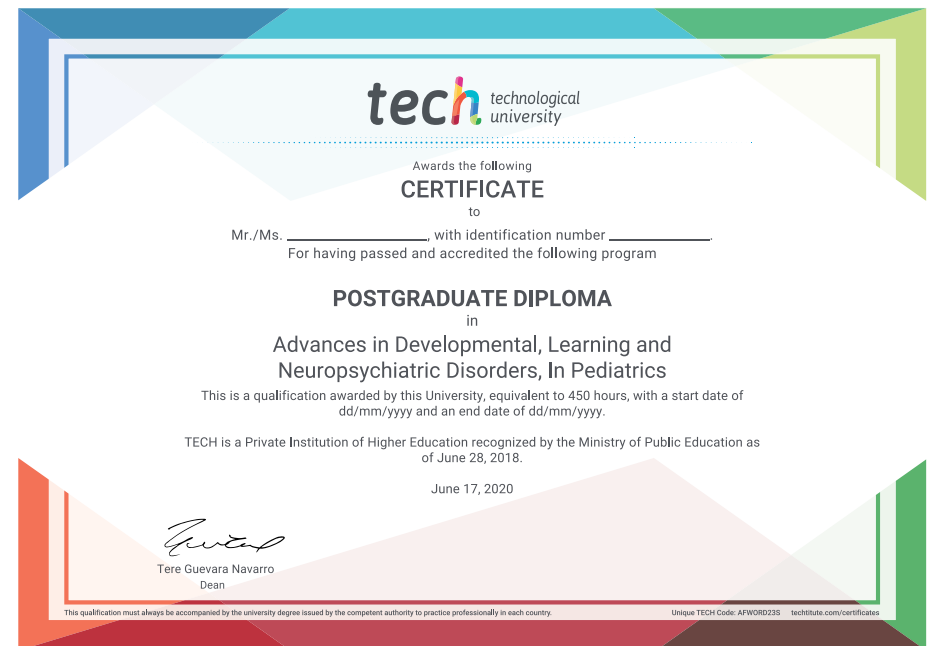 tech technological
university
Awards the following
CERTIFICATE
to
Mr./Ms. ____________, with identification number _________.
For having passed and accredited the following program
POSTGRADUATE DIPLOMA
in
Advances in Developmental, Learning and
Neuropsychiatric Disorders, In Pediatrics
This is a qualification awarded by this University, equivalent to 450 hours, with a start date of
dd/mm/yyyy and an end date of dd/mm/yyyy.
TECH is a Private Institution of Higher Education recognized by the Ministry of Public Education as
of June 28, 2018.
June 17, 2020
Tere Guevara Navarro
Dean
This qualification must always be accompanied by the university degree issued by the competent authority to practice professionally in each country. Unique TECH Code: AFWORD23S techtitute.com/certificates